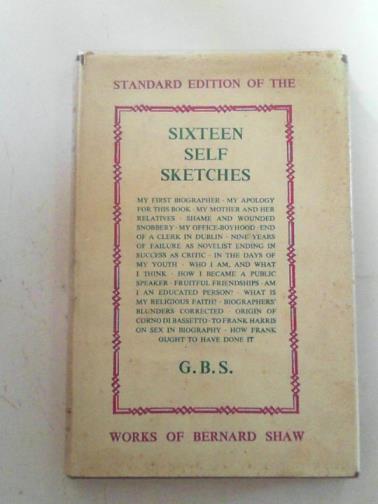 STANDARD EDITION OF THE
SIXTEEN
SELF
SKETCHES
MY FIRST BIOGRAPHER · MY APOLOGY
FOR THIS BOOK · MY MOTHER AND HER
RELATIVES · SHAME AND WOUNDED
SNOBBERY · MY OFFICE-BOYHOOD · END
OF A CLERK IN DUBLIN · NINE YEARS
OF FAILURE AS NOVELIST ENDING IN
SUCCESS AS CRITIC · IN THE DAYS OF
MY YOUTH · WHO I AM, AND WHAT
I THINK · HOW I BECAME A PUBLIC
SPEAKER · FRUITFUL FRIENDSHIPS · AM
I AN EDUCATED PERSON? · WHAT IS
MY RELIGIOUS FAITH? · BIOGRAPHERS'
BLUNDERS CORRECTED · ORIGIN OF
CORNO DI BASSETTO · TO FRANK HARRIS
ON SEX IN BIOGRAPHY · HOW FRANK
OUGHT TO HAVE DONE IT
G.B.S.
WORKS OF BERNARD SHAW